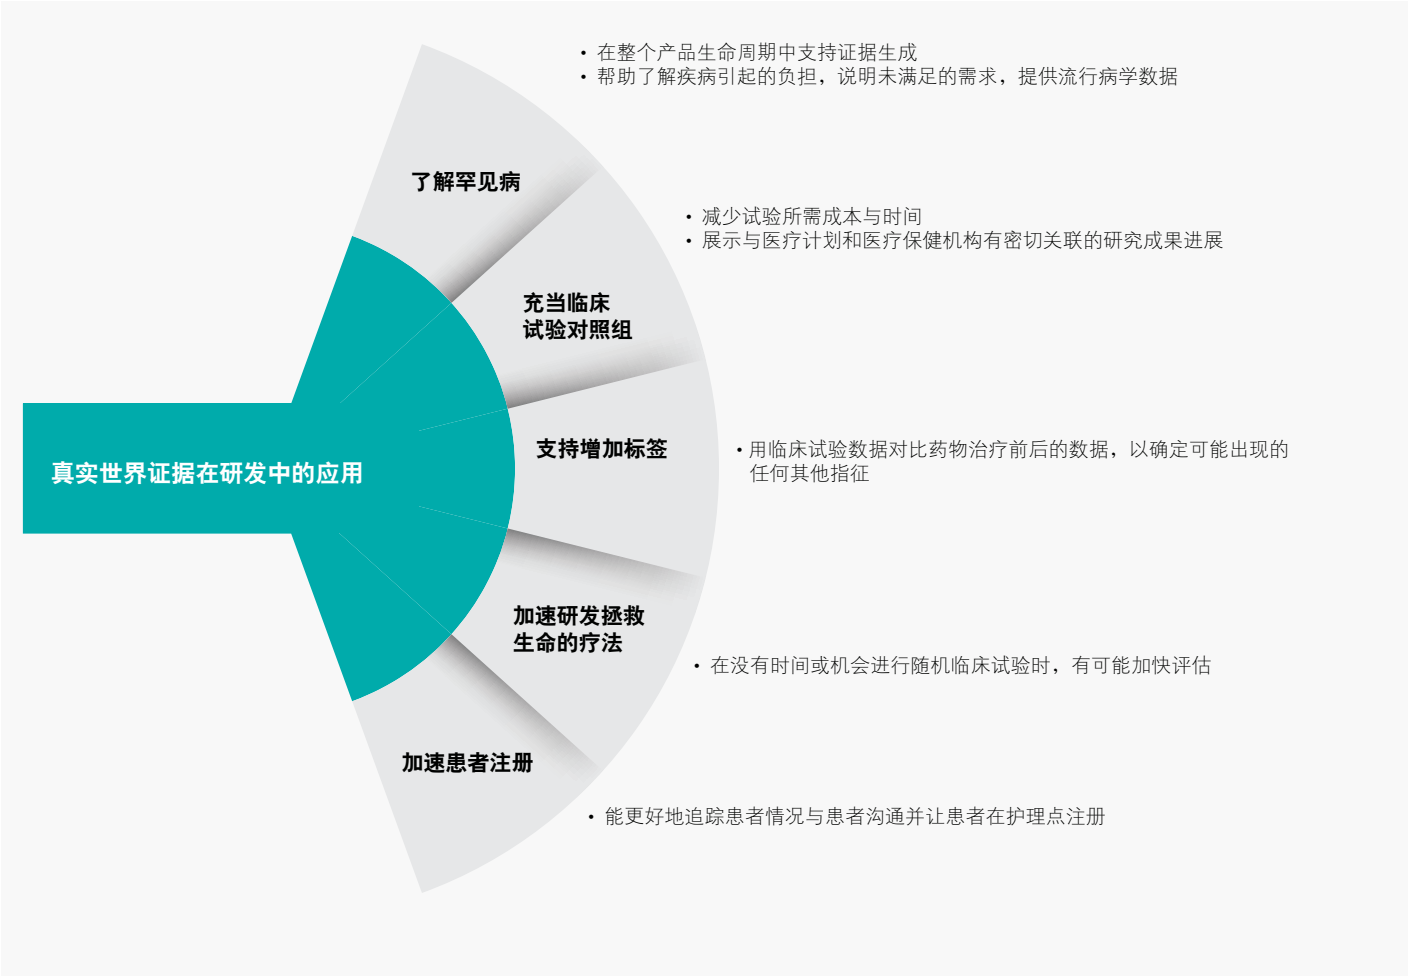 真实世界证据在研发中的应用
了解罕见病
• 在整个产品生命周期中支持证据生成
• 帮助了解疾病引起的负担，说明未满足的需求，提供流行病学数据
充当临床
试验对照组
• 减少试验所需成本与时间
• 展示与医疗计划和医疗保健机构有密切关联的研究成果进展
支持增加标签
• 用临床试验数据对比药物治疗前后的数据，以确定可能出现的
任何其他指征
加速研发拯救
生命的疗法
• 在没有时间或机会进行随机临床试验时，有可能加快评估
加速患者注册
• 能更好地追踪患者情况与患者沟通并让患者在护理点注册